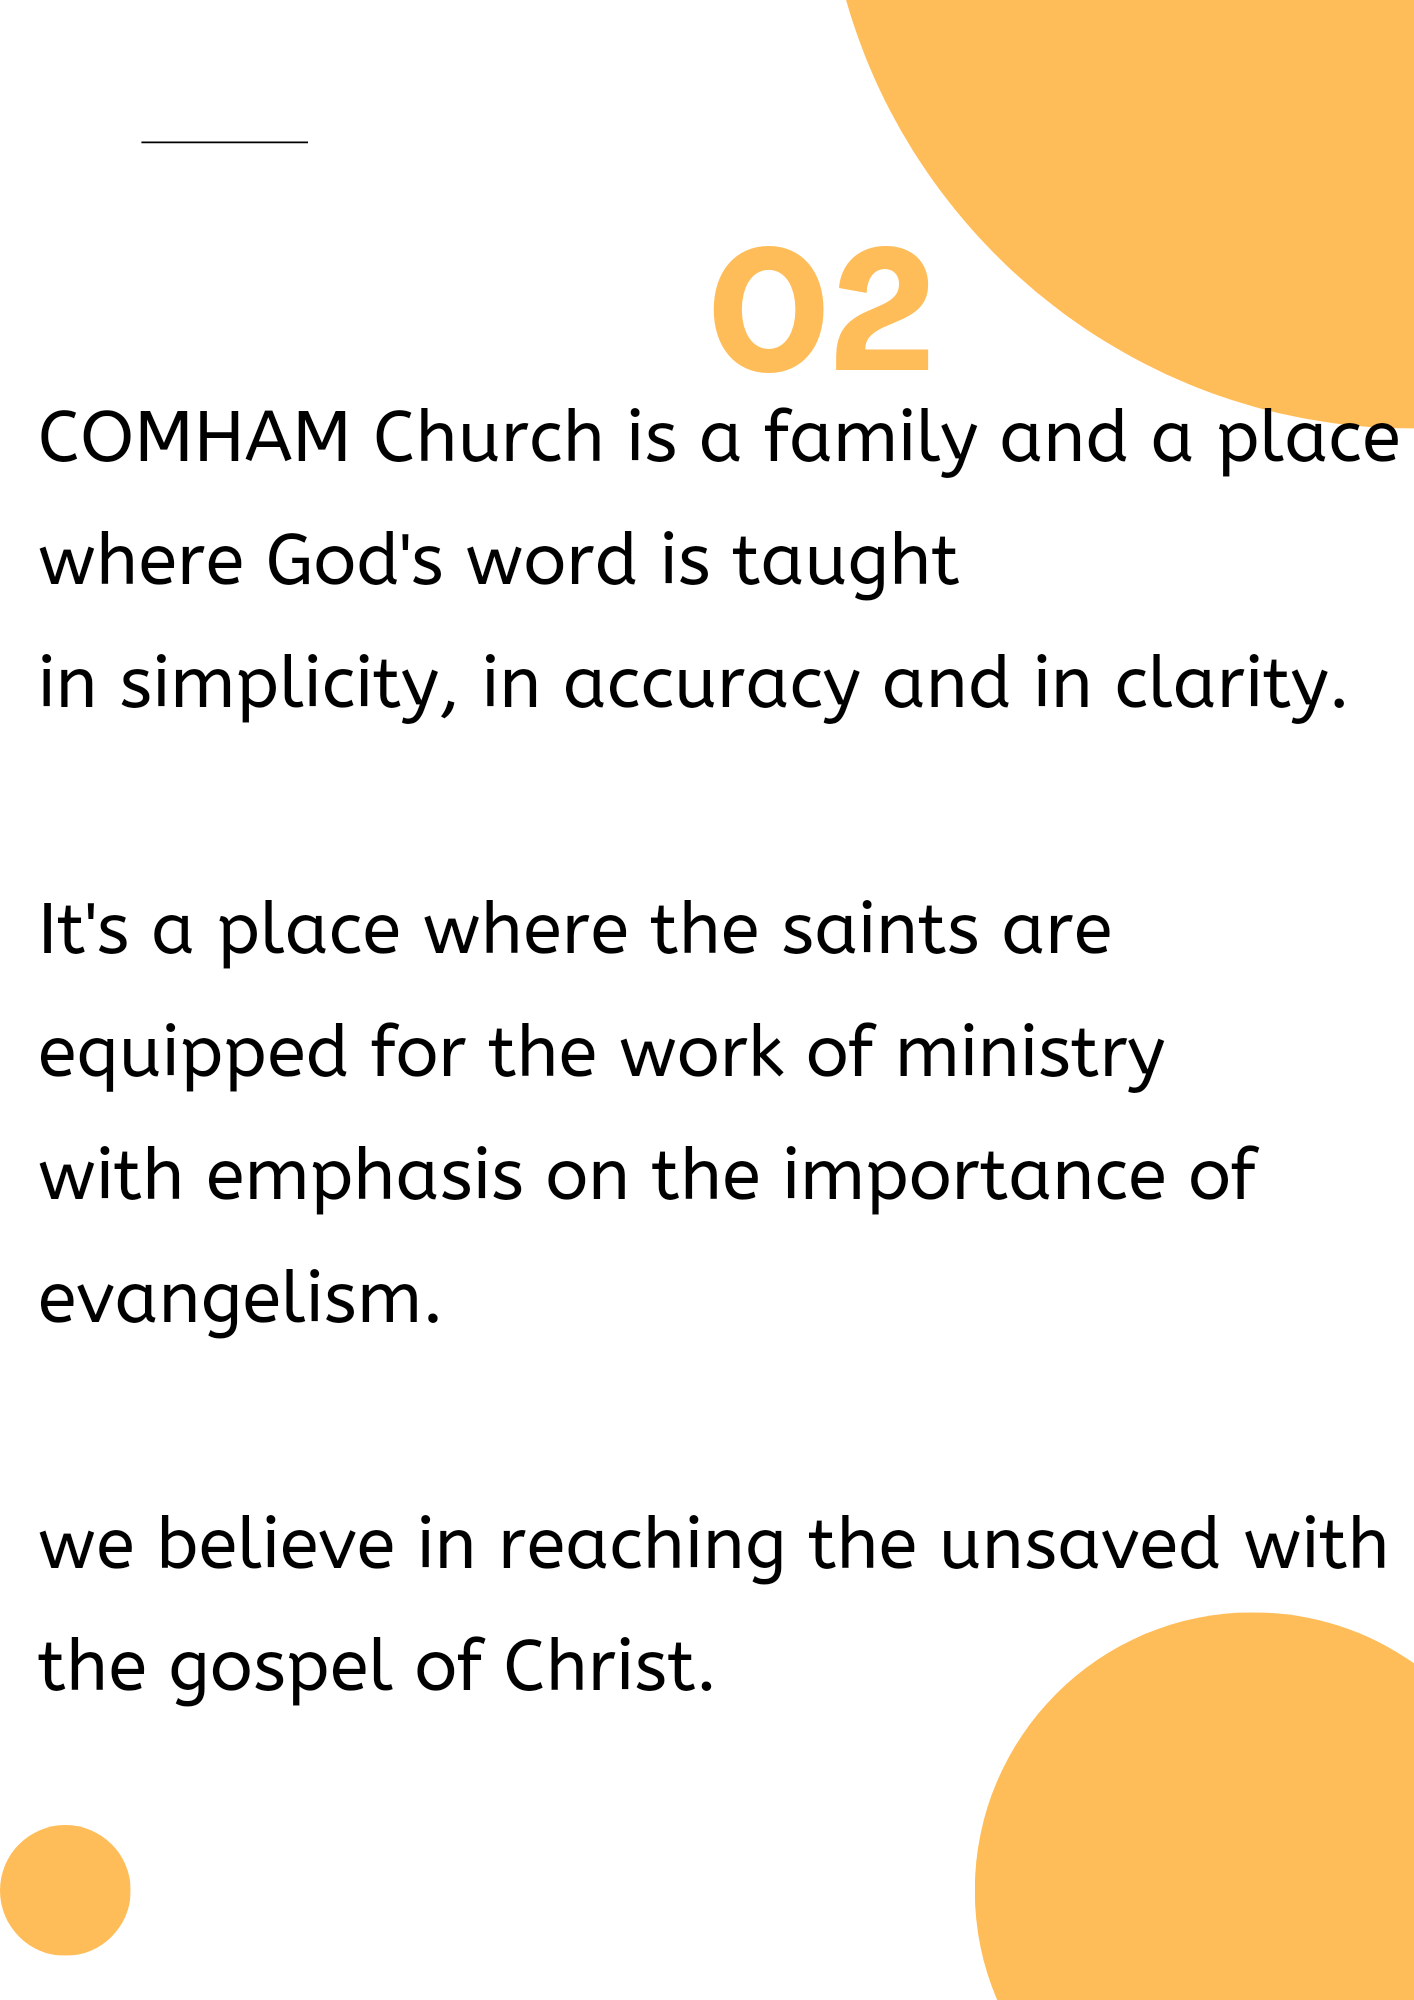 02
COMHAM Church is a family and a place
where God's word is taught
in simplicity, in accuracy and in clarity.
It's a place where the saints are
equipped for the work of ministry
with emphasis on the importance of
evangelism.
we believe in reaching the unsaved with
the gospel of Christ.